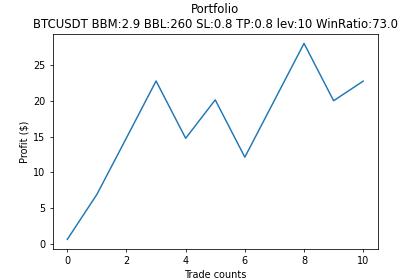 Portfolio
BTCUSDT BBM:2.9 BBL:260 SL:0.8 TP:0.8 lev:10 WinRatio:73.0
25
20
15
10
5
0
Profit ($)
0 2 4 6 8 10
Trade counts